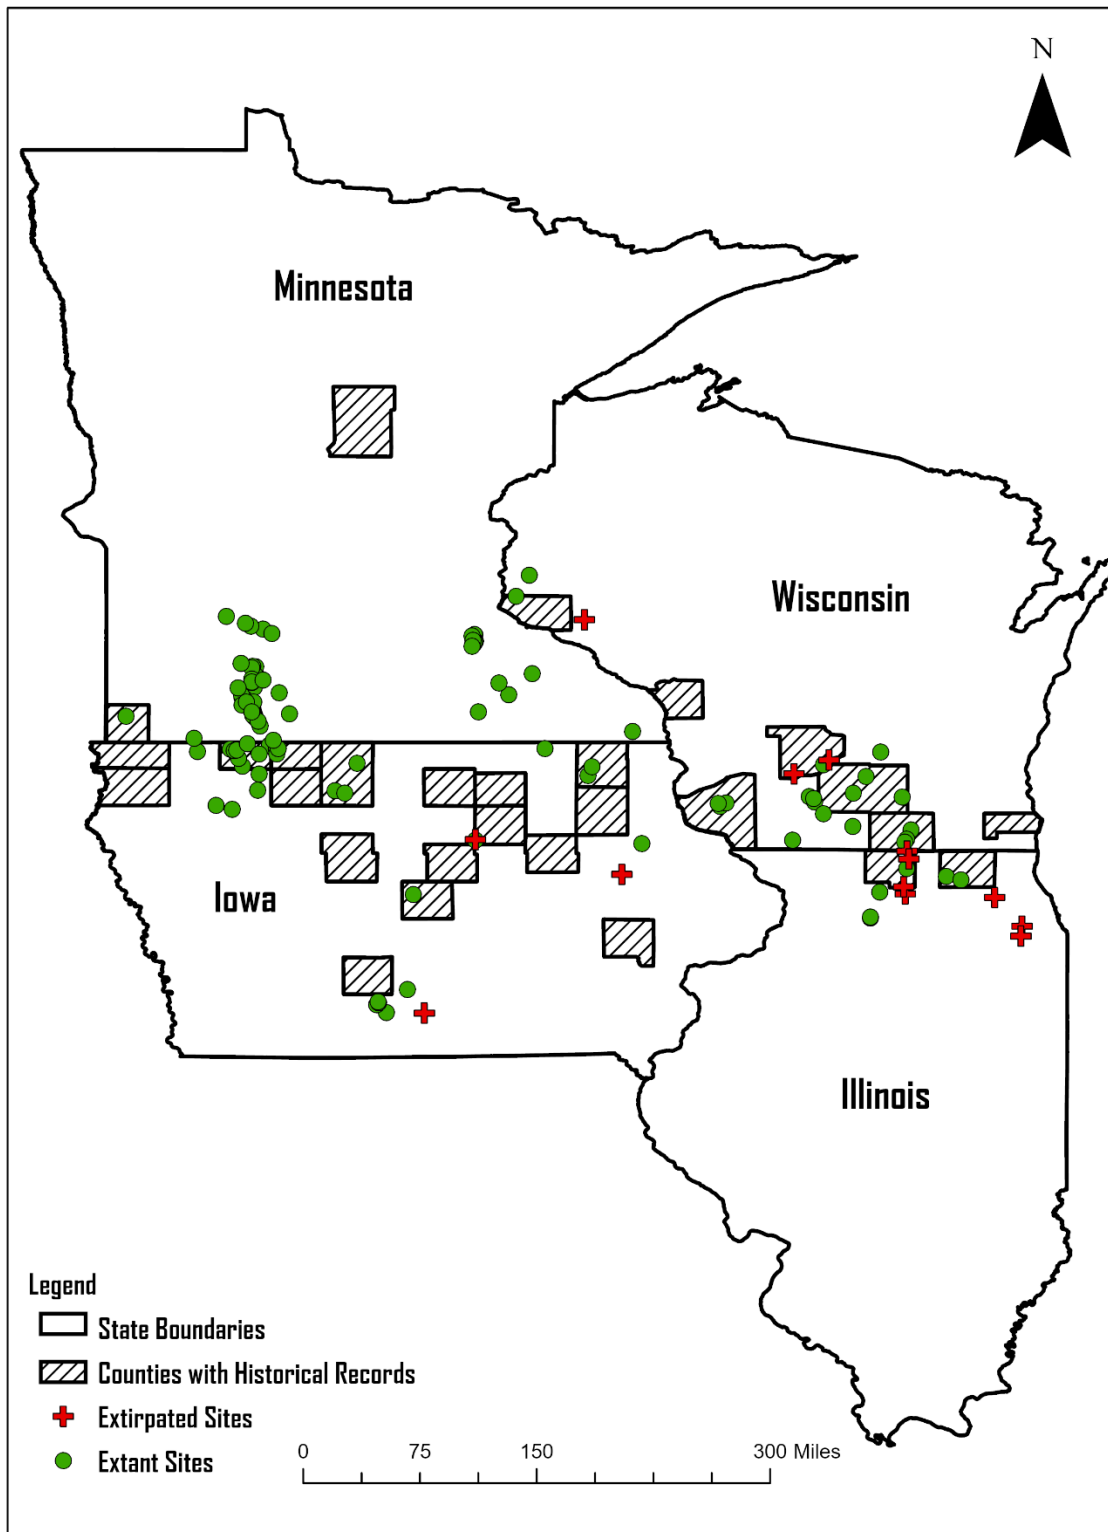 N
Minnesota
Wisconsin
Iowa
Illinois
Legend
State Boundaries
Counties with Historical Records
Extirpated Sites
Extant Sites
0 75 150 300 Miles